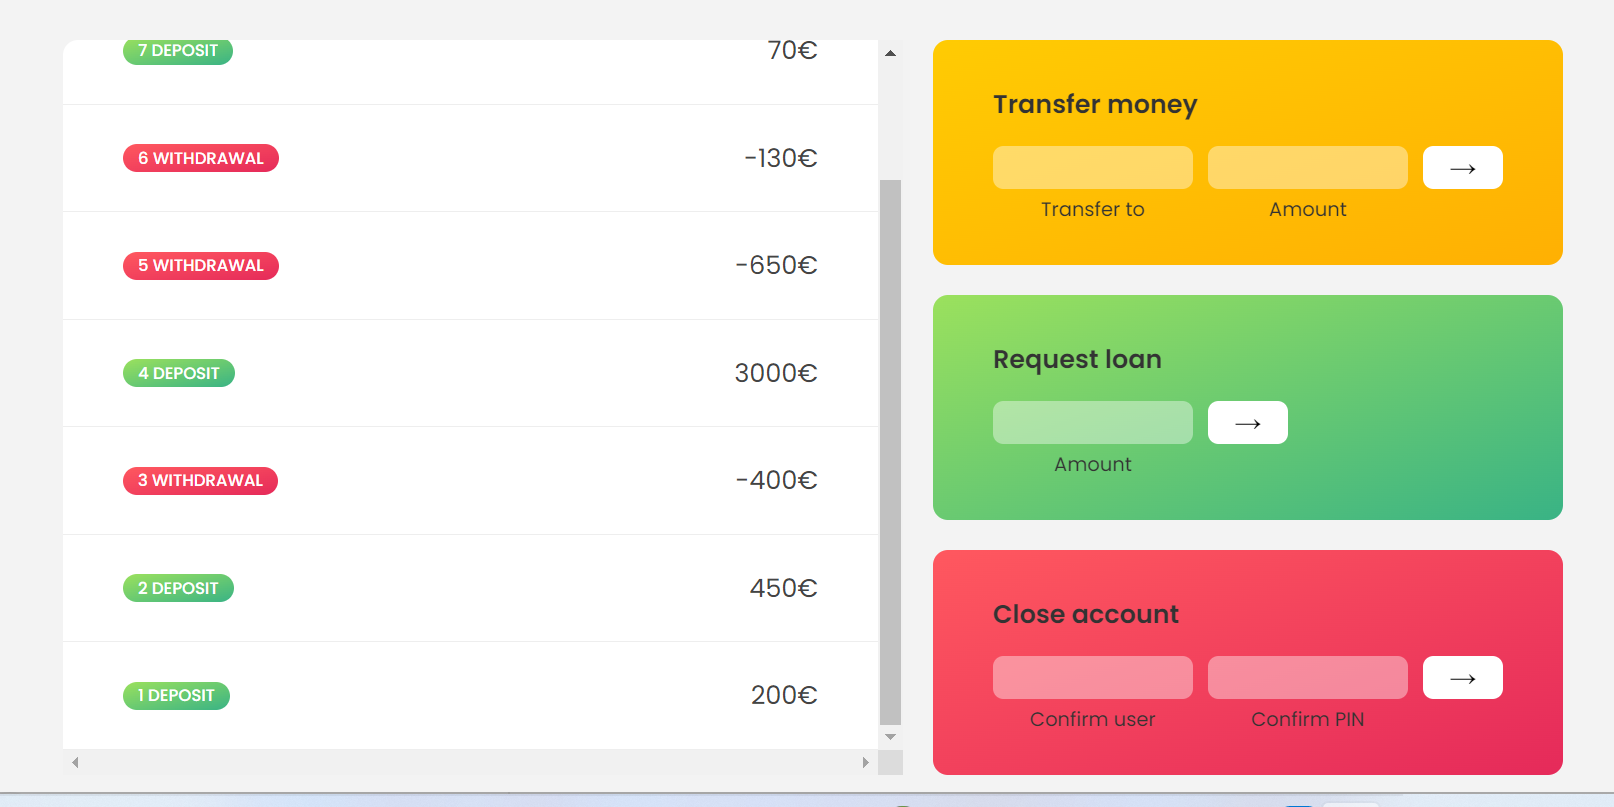 7 DEPOSIT 70€
6 WITHDRAWAL -130€
5 WITHDRAWAL -650€
4 DEPOSIT 3000€
3 WITHDRAWAL -400€
2 DEPOSIT 450€
1 DEPOSIT 200€
Transfer money
→
Transfer to Amount
Request loan
→
Amount
Close account
→
Confirm user Confirm PIN